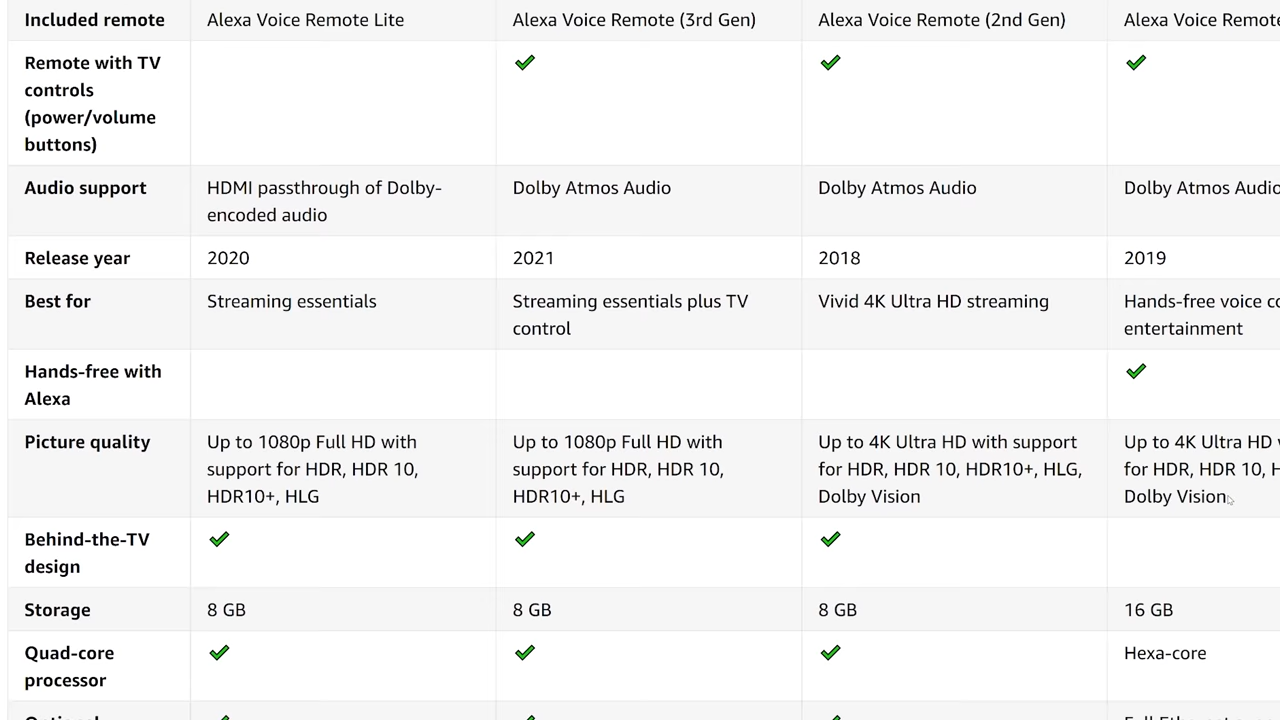 Included remote Alexa Voice Remote Lite Alexa Voice Remote (3rd Gen) Alexa Voice Remote (2nd Gen) Alexa Voice
Remote with TV
controls
(power/volume
buttons)
Audio support HDMI passthrough of Dolby- Dolby Atmos Audio Dolby Atmos Audio Dolby Atmos
encoded audio
Release year 2020 2021 2018 2019
Best for Streaming essentials Streaming essentials plus TV Vivid 4K Ultra HD streaming Hands-free voice
control entertainment
Hands-free with
Alexa
Picture quality Up to 1080p Full HD with Up to 1080p Full HD with Up to 4K Ultra HD with support Up to 4K Ultra HD
support for HDR, HDR 10, support for HDR, HDR 10, for HDR, HDR 10, HDR10+, HLG, for HDR, HDR 10,
HDR10+, HLG HDR10+, HLG Dolby Vision Dolby Vision
Behind-the-TV
design
Storage 8 GB 8 GB 8 GB 16 GB
Quad-core Hexa-core
processor